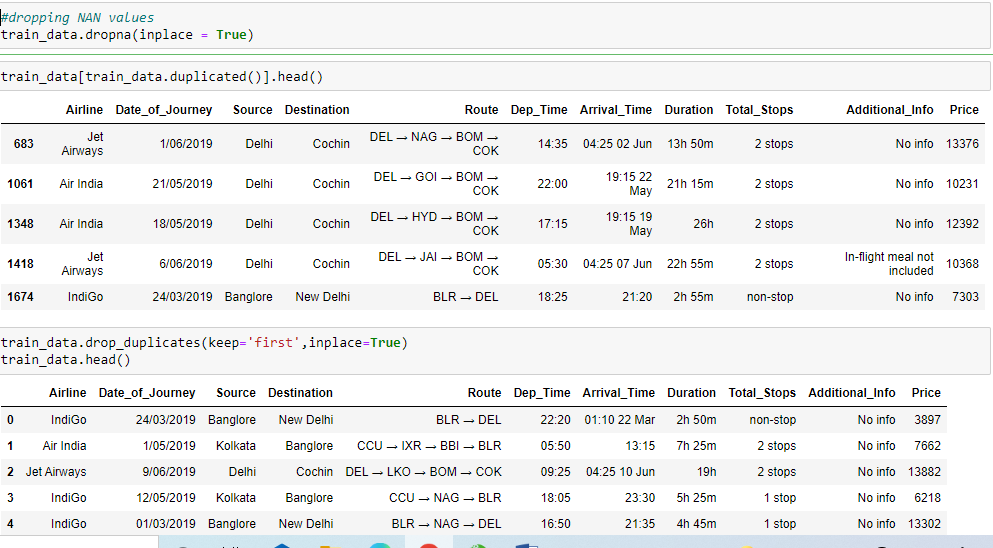 #dropping NAN values
train_data.dropna(inplace = True)
train_data[train_data.duplicated()].head()
Airline Date_of_Journey Source Destination Route Dep_Time Arrival_Time Duration Total_Stops Additional_Info Price
683 Jet Airways 1/06/2019 Delhi Cochin DEL → NAG → BOM → COK 14:35 04:25 02 Jun 13h 50m 2 stops No info 13376
1061 Air India 21/05/2019 Delhi Cochin DEL → GOI → BOM → COK 22:00 19:15 22 May 21h 15m 2 stops No info 10231
1348 Air India 18/05/2019 Delhi Cochin DEL → HYD → BOM → COK 17:15 19:15 19 May 26h 2 stops No info 12392
1418 Jet Airways 6/06/2019 Delhi Cochin DEL → JAI → BOM → COK 05:30 04:25 07 Jun 22h 55m 2 stops In-flight meal not included 10368
1674 IndiGo 24/03/2019 Banglore New Delhi BLR → DEL 18:25 21:20 2h 55m non-stop No info 7303
train_data.drop_duplicates(keep='first',inplace=True)
train_data.head()
Airline Date_of_Journey Source Destination Route Dep_Time Arrival_Time Duration Total_Stops Additional_Info Price
0 IndiGo 24/03/2019 Banglore New Delhi BLR → DEL 22:20 01:10 22 Mar 2h 50m non-stop No info 3897
1 Air India 1/05/2019 Kolkata Banglore CCU → IXR → BBI → BLR 05:50 13:15 7h 25m 2 stops No info 7662
2 Jet Airways 9/06/2019 Delhi Cochin DEL → LKO → BOM → COK 09:25 04:25 10 Jun 19h 2 stops No info 13882
3 IndiGo 12/05/2019 Kolkata Banglore CCU → NAG → BLR 18:05 23:30 5h 25m 1 stop No info 6218
4 IndiGo 01/03/2019 Banglore New Delhi BLR → NAG → DEL 16:50 21:35 4h 45m 1 stop No info 13302